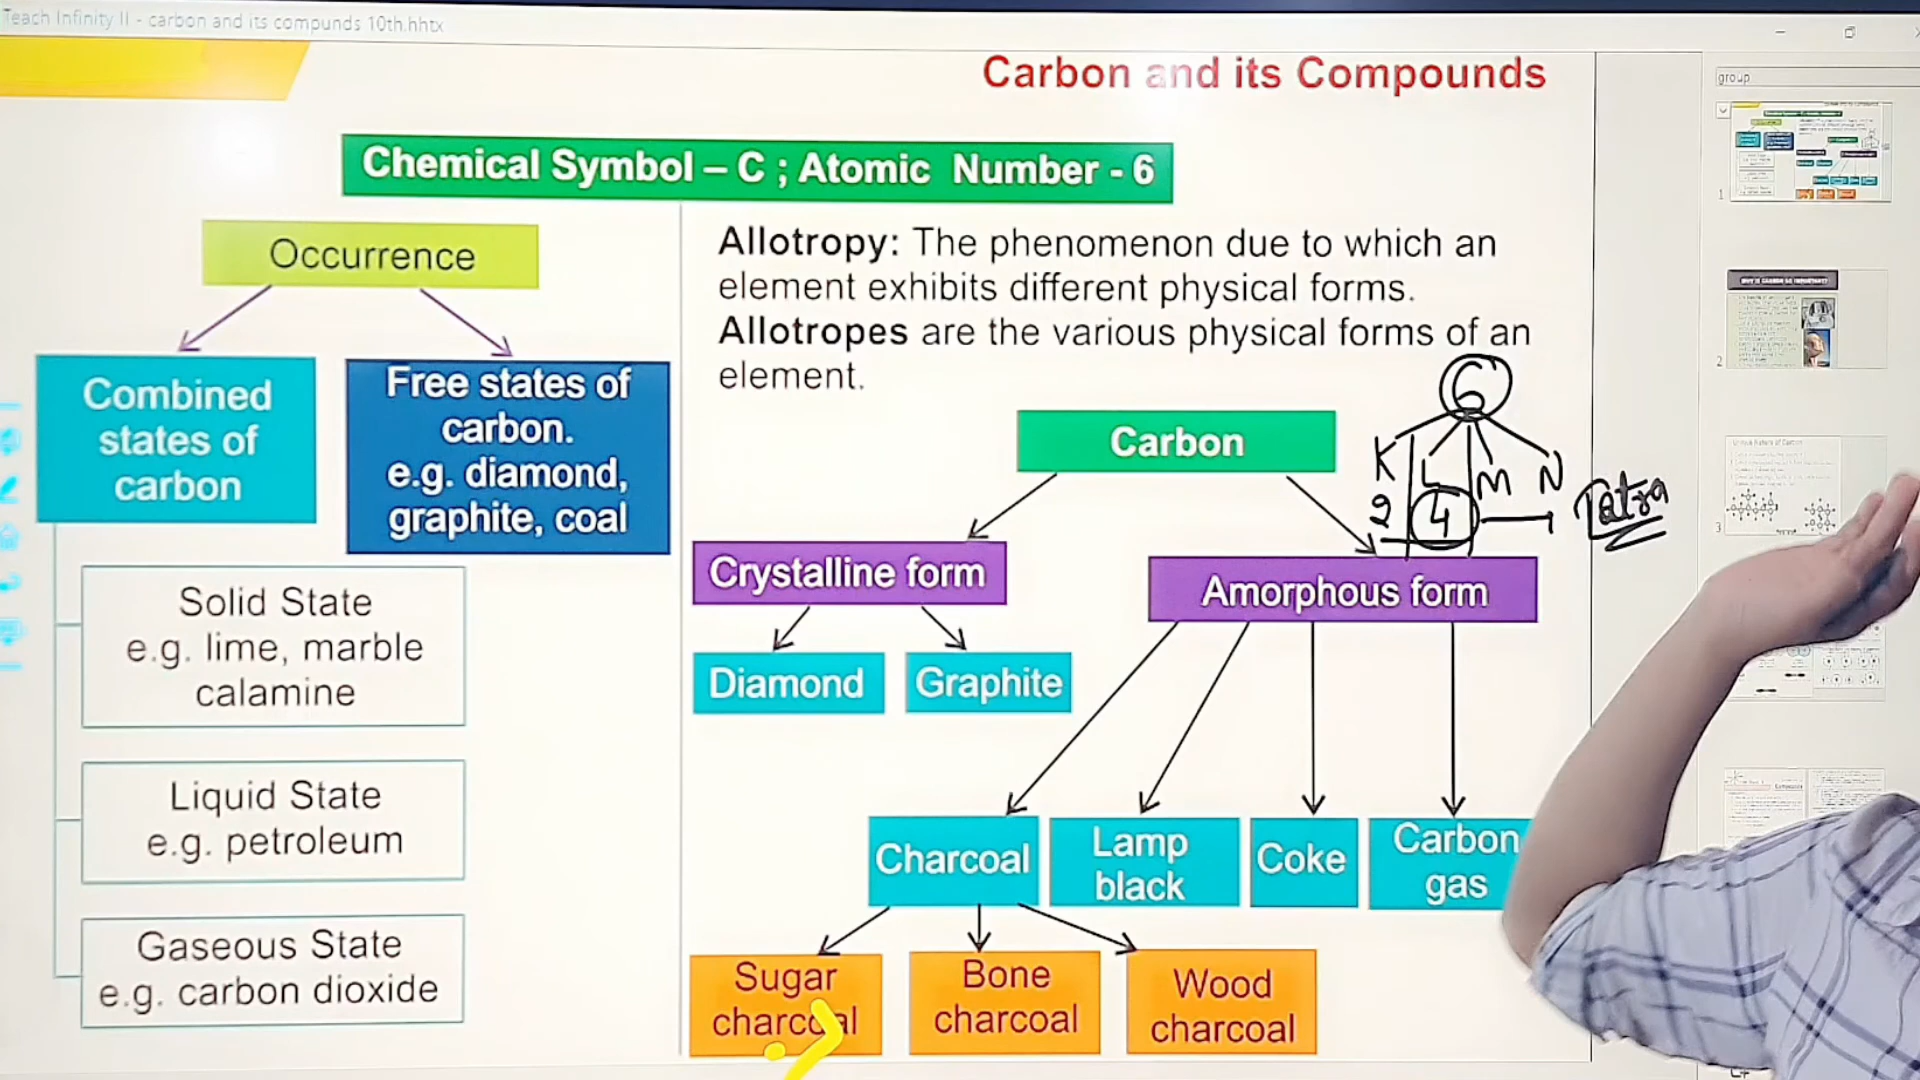 Teach Infinity II - carbon and its compunds 10th.hhtx
Carbon and its Compounds
group
Chemical Symbol – C ; Atomic Number - 6
Occurrence
Combined
states of
carbon
Free states of
carbon.
e.g. diamond,
graphite, coal
Solid State
e.g. lime, marble
calamine
Liquid State
e.g. petroleum
Gaseous State
e.g. carbon dioxide
Allotropy: The phenomenon due to which an
element exhibits different physical forms.
Allotropes are the various physical forms of an
element.
6
K L M N
2 4 Tetra
Carbon
Crystalline form
Amorphous form
Diamond
Graphite
Charcoal
Lamp
black
Coke
Carbon
gas
Sugar
charcoal
Bone
charcoal
Wood
charcoal
1
2
3